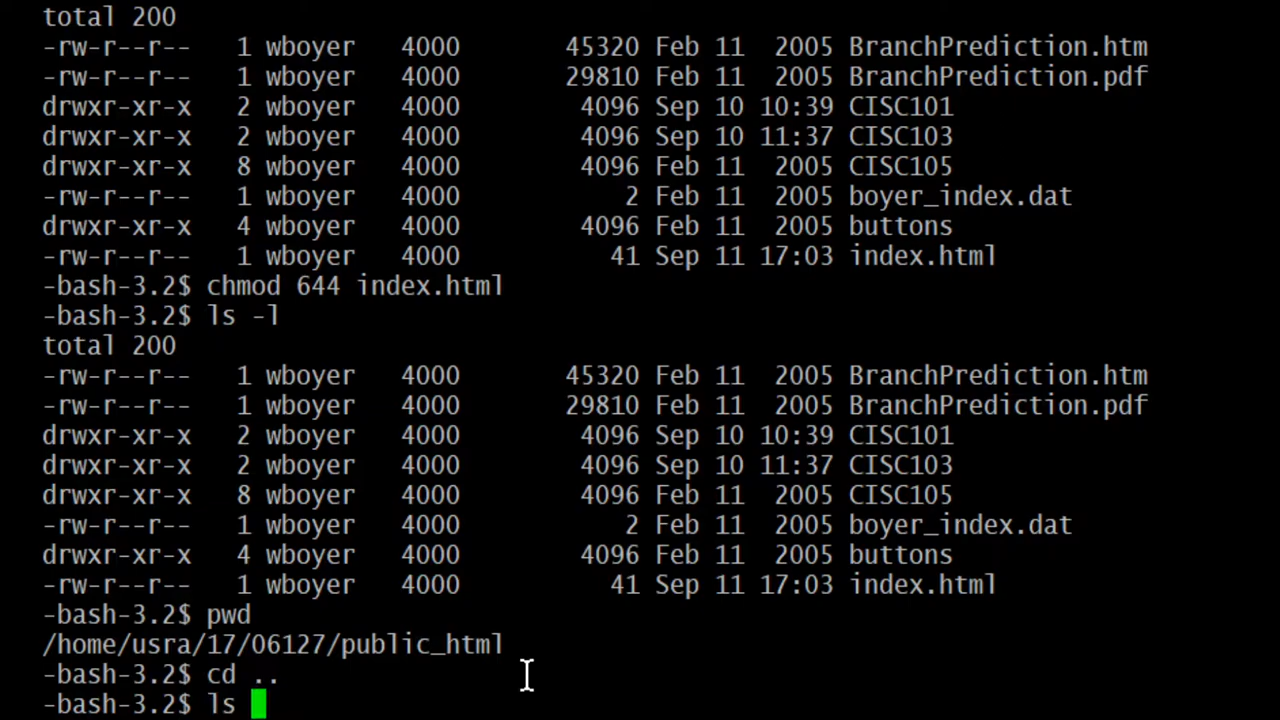 total 200
-rw-r--r-- 1 wboyer 4000 45320 Feb 11 2005 BranchPrediction.htm
-rw-r--r-- 1 wboyer 4000 29810 Feb 11 2005 BranchPrediction.pdf
drwxr-xr-x 2 wboyer 4000 4096 Sep 10 10:39 CISC101
drwxr-xr-x 2 wboyer 4000 4096 Sep 10 11:37 CISC103
drwxr-xr-x 8 wboyer 4000 4096 Feb 11 2005 CISC105
-rw-r--r-- 1 wboyer 4000 2 Feb 11 2005 boyer_index.dat
drwxr-xr-x 4 wboyer 4000 4096 Feb 11 2005 buttons
-rw-r--r-- 1 wboyer 4000 41 Sep 11 17:03 index.html
-bash-3.2$ chmod 644 index.html
-bash-3.2$ ls -l
total 200
-rw-r--r-- 1 wboyer 4000 45320 Feb 11 2005 BranchPrediction.htm
-rw-r--r-- 1 wboyer 4000 29810 Feb 11 2005 BranchPrediction.pdf
drwxr-xr-x 2 wboyer 4000 4096 Sep 10 10:39 CISC101
drwxr-xr-x 2 wboyer 4000 4096 Sep 10 11:37 CISC103
drwxr-xr-x 8 wboyer 4000 4096 Feb 11 2005 CISC105
-rw-r--r-- 1 wboyer 4000 2 Feb 11 2005 boyer_index.dat
drwxr-xr-x 4 wboyer 4000 4096 Feb 11 2005 buttons
-rw-r--r-- 1 wboyer 4000 41 Sep 11 17:03 index.html
-bash-3.2$ pwd
/home/usra/17/06127/public_html
-bash-3.2$ cd ..
-bash-3.2$ ls